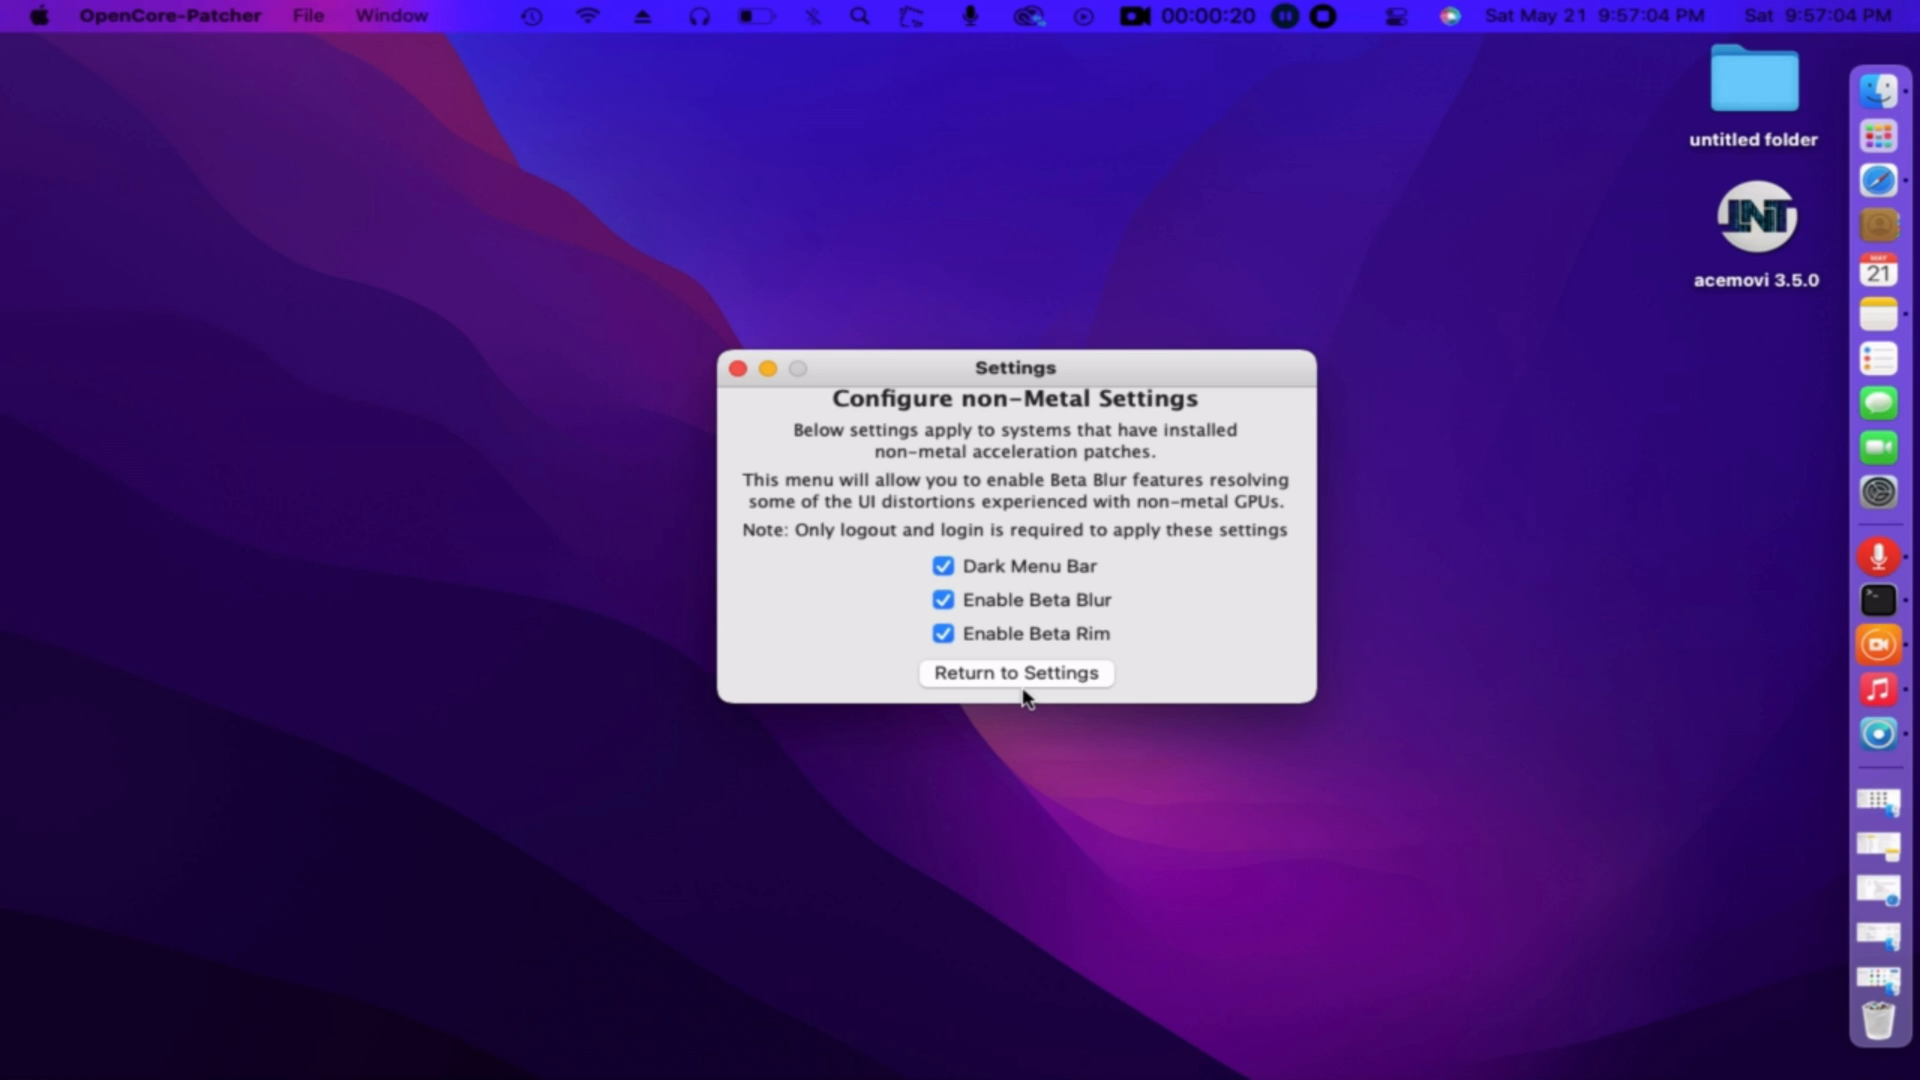 OpenCore-Patcher File Window 00:00:20 Sat May 21 9:57:04 PM Sat 9:57:04 PM
untitled folder
JNT
acemovi 3.5.0
MAY
21
Settings
Configure non-Metal Settings
Below settings apply to systems that have installed
non-metal acceleration patches.
This menu will allow you to enable Beta Blur features resolving
some of the UI distortions experienced with non-metal GPUs.
Note: Only logout and login is required to apply these settings
Dark Menu Bar
Enable Beta Blur
Enable Beta Rim
Return to Settings